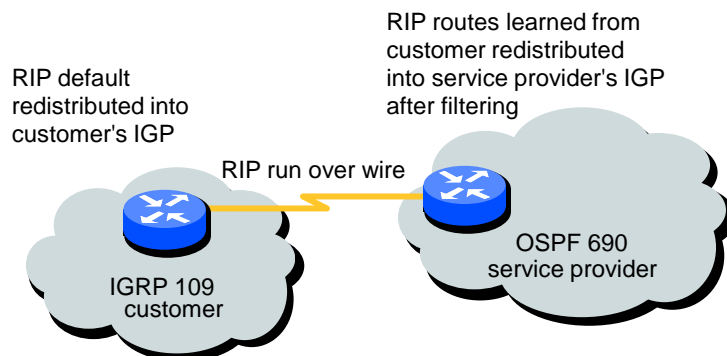 RIP default
redistributed into
customer's IGP
RIP routes learned from
customer redistributed
into service provider's IGP
after filtering
RIP run over wire
IGRP 109
customer
OSPF 690
service provider